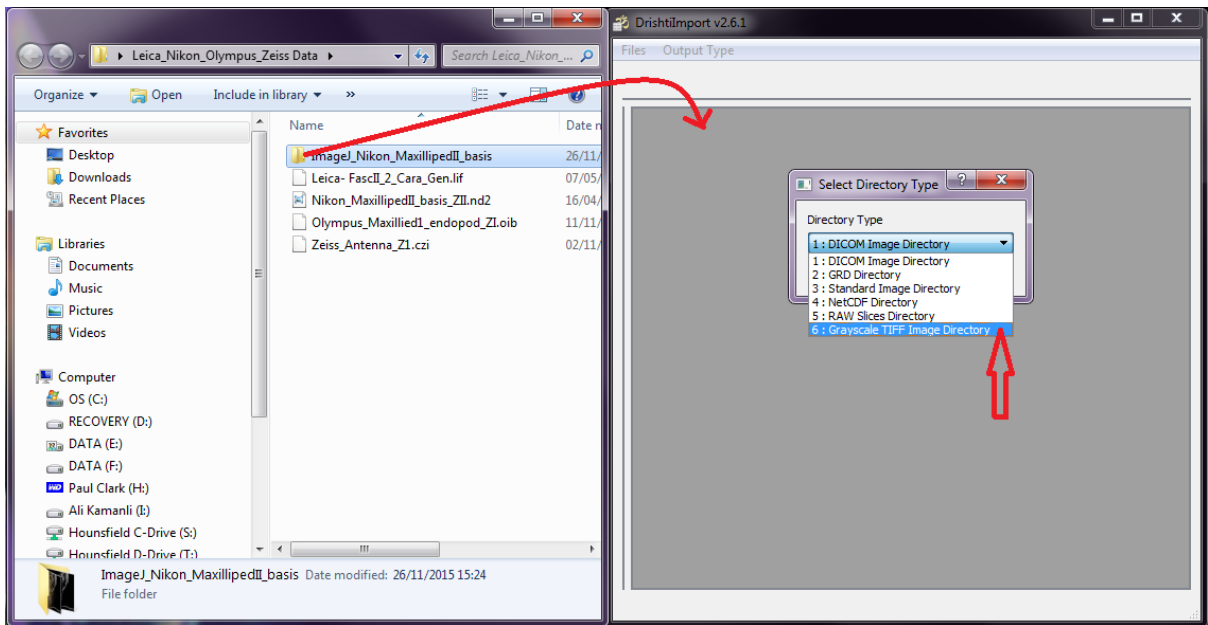 Leica_Nikon_Olympus_Zeiss Data
Search Leica_Nikon_... 
Organize
Open
Include in library
»
Name
Date n
Favorites
Desktop
Downloads
Recent Places
Libraries
Documents
Music
Pictures
Videos
Computer
OS (C:)
RECOVERY (D:)
DATA (E:)
DATA (F:)
Paul Clark (H:)
Ali Kamanli (I:)
Hounsfield C-Drive (S:)
Hounsfield D-Drive (T:)
ImageJ_Nikon_MaxillipedII_basis 26/11/
Leica- FascII_2_Cara_Gen.lif 07/05/
Nikon_MaxillipedII_basis_ZII.nd2 16/04/
Olympus_Maxillied1_endopod_ZI.oib 11/11/
Zeiss_Antenna_Z1.czi 02/11/
ImageJ_Nikon_MaxillipedII_basis Date modified: 26/11/2015 15:24
File folder
DrishtiImport v2.6.1
Files Output Type
Select Directory Type
Directory Type
1 : DICOM Image Directory
1 : DICOM Image Directory
2 : GRD Directory
3 : Standard Image Directory
4 : NetCDF Directory
5 : RAW Slices Directory
6 : Grayscale TIFF Image Directory